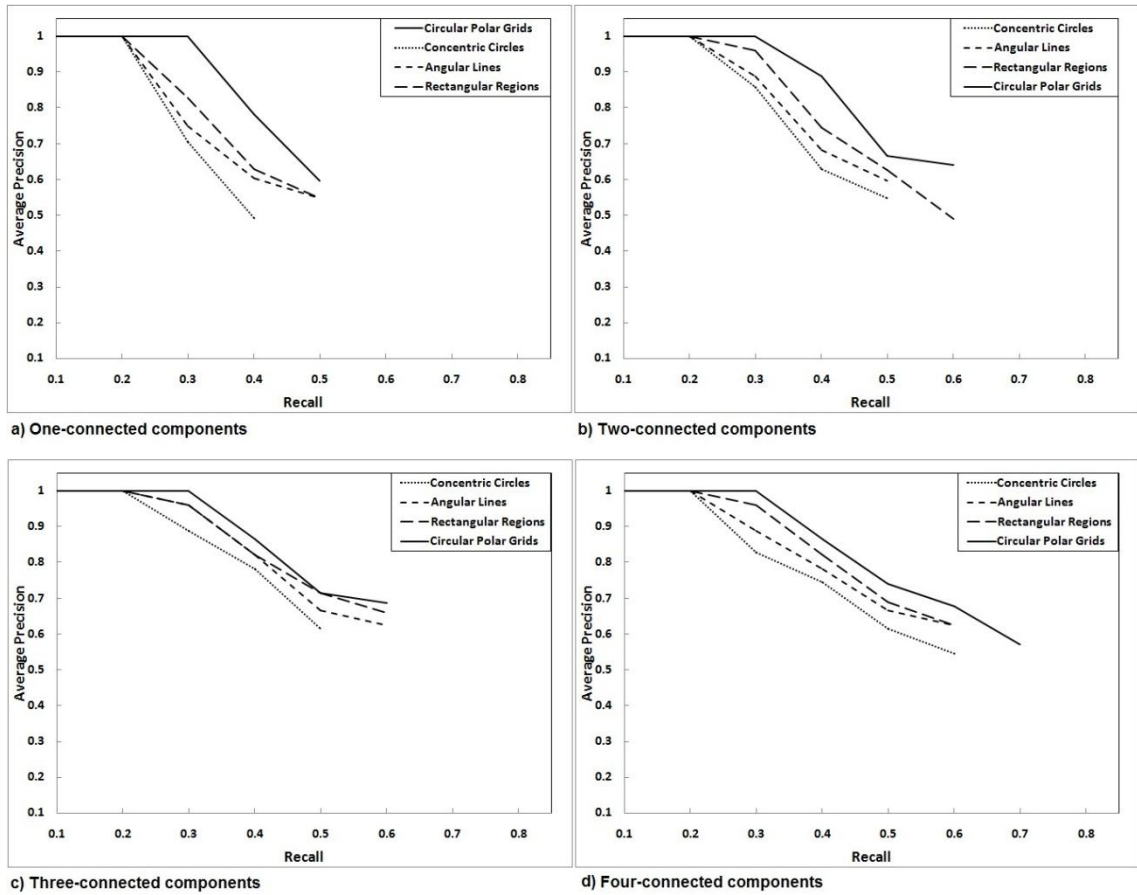 Average Precision
1
0.9
0.8
0.7
0.6
0.5
0.4
0.3
0.2
0.1
0.1 0.2 0.3 0.4 0.5 0.6 0.7 0.8
Recall
Circular Polar Grids
Concentric Circles
Angular Lines
Rectangular Regions
a) One-connected components
Average Precision
1
0.9
0.8
0.7
0.6
0.5
0.4
0.3
0.2
0.1
0.1 0.2 0.3 0.4 0.5 0.6 0.7 0.8
Recall
Concentric Circles
Angular Lines
Rectangular Regions
Circular Polar Grids
b) Two-connected components
Average Precision
1
0.9
0.8
0.7
0.6
0.5
0.4
0.3
0.2
0.1
0.1 0.2 0.3 0.4 0.5 0.6 0.7 0.8
Recall
Concentric Circles
Angular Lines
Rectangular Regions
Circular Polar Grids
c) Three-connected components
Average Precision
1
0.9
0.8
0.7
0.6
0.5
0.4
0.3
0.2
0.1
0.1 0.2 0.3 0.4 0.5 0.6 0.7 0.8
Recall
Concentric Circles
Angular Lines
Rectangular Regions
Circular Polar Grids
d) Four-connected components